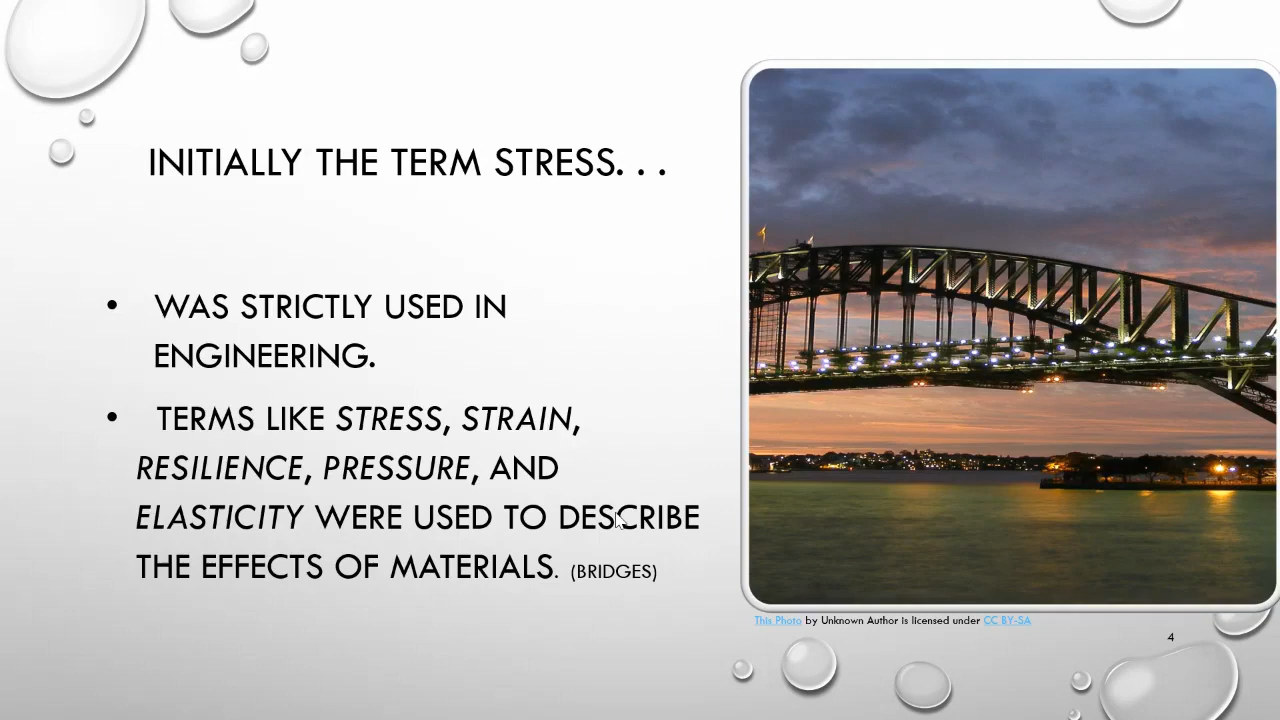 INITIALLY THE TERM STRESS. . .
• WAS STRICTLY USED IN
ENGINEERING.
• TERMS LIKE STRESS, STRAIN,
RESILIENCE, PRESSURE, AND
ELASTICITY WERE USED TO DESCRIBE
THE EFFECTS OF MATERIALS. (BRIDGES)
This Photo by Unknown Author is licensed under CC BY-SA
4